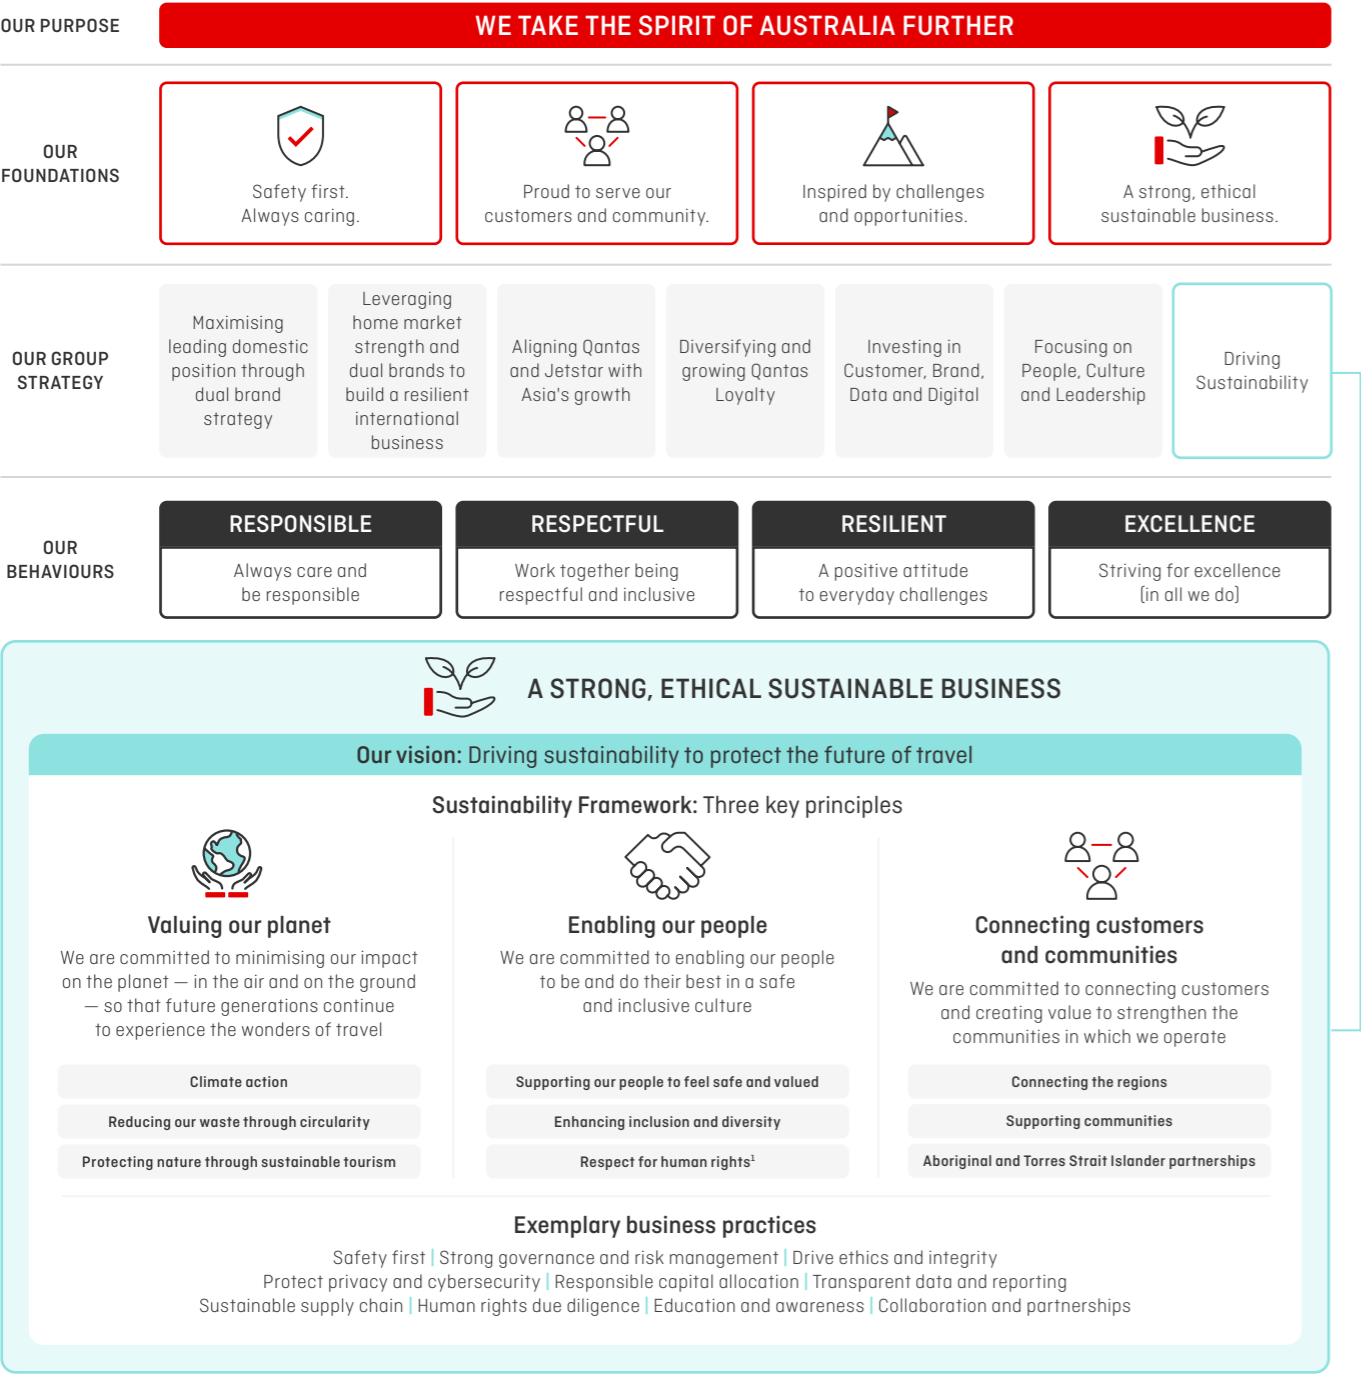 OUR PURPOSE
WE TAKE THE SPIRIT OF AUSTRALIA FURTHER
OUR
FOUNDATIONS
Safety first.
Always caring.
Proud to serve our
customers and community.
Inspired by challenges
and opportunities.
A strong, ethical
sustainable business.
OUR GROUP
STRATEGY
Maximising
leading domestic
position through
dual brand
strategy
Leveraging
home market
strength and
dual brands to
build a resilient
international
business
Aligning Qantas
and Jetstar with
Asia's growth
Diversifying and
growing Qantas
Loyalty
Investing in
Customer, Brand,
Data and Digital
Focusing on
People, Culture
and Leadership
Driving
Sustainability
OUR
BEHAVIOURS
RESPONSIBLE
Always care and
be responsible
RESPECTFUL
Work together being
respectful and inclusive
RESILIENT
A positive attitude
to everyday challenges
EXCELLENCE
Striving for excellence
(in all we do)
A STRONG, ETHICAL SUSTAINABLE BUSINESS
Our vision: Driving sustainability to protect the future of travel
Sustainability Framework: Three key principles
Valuing our planet
We are committed to minimising our impact
on the planet — in the air and on the ground
— so that future generations continue
to experience the wonders of travel
Climate action
Reducing our waste through circularity
Protecting nature through sustainable tourism
Enabling our people
We are committed to enabling our people
to be and do their best in a safe
and inclusive culture
Supporting our people to feel safe and valued
Enhancing inclusion and diversity
Respect for human rights¹
Connecting customers
and communities
We are committed to connecting customers
and creating value to strengthen the
communities in which we operate
Connecting the regions
Supporting communities
Aboriginal and Torres Strait Islander partnerships
Exemplary business practices
Safety first | Strong governance and risk management | Drive ethics and integrity
Protect privacy and cybersecurity | Responsible capital allocation | Transparent data and reporting
Sustainable supply chain | Human rights due diligence | Education and awareness | Collaboration and partnerships